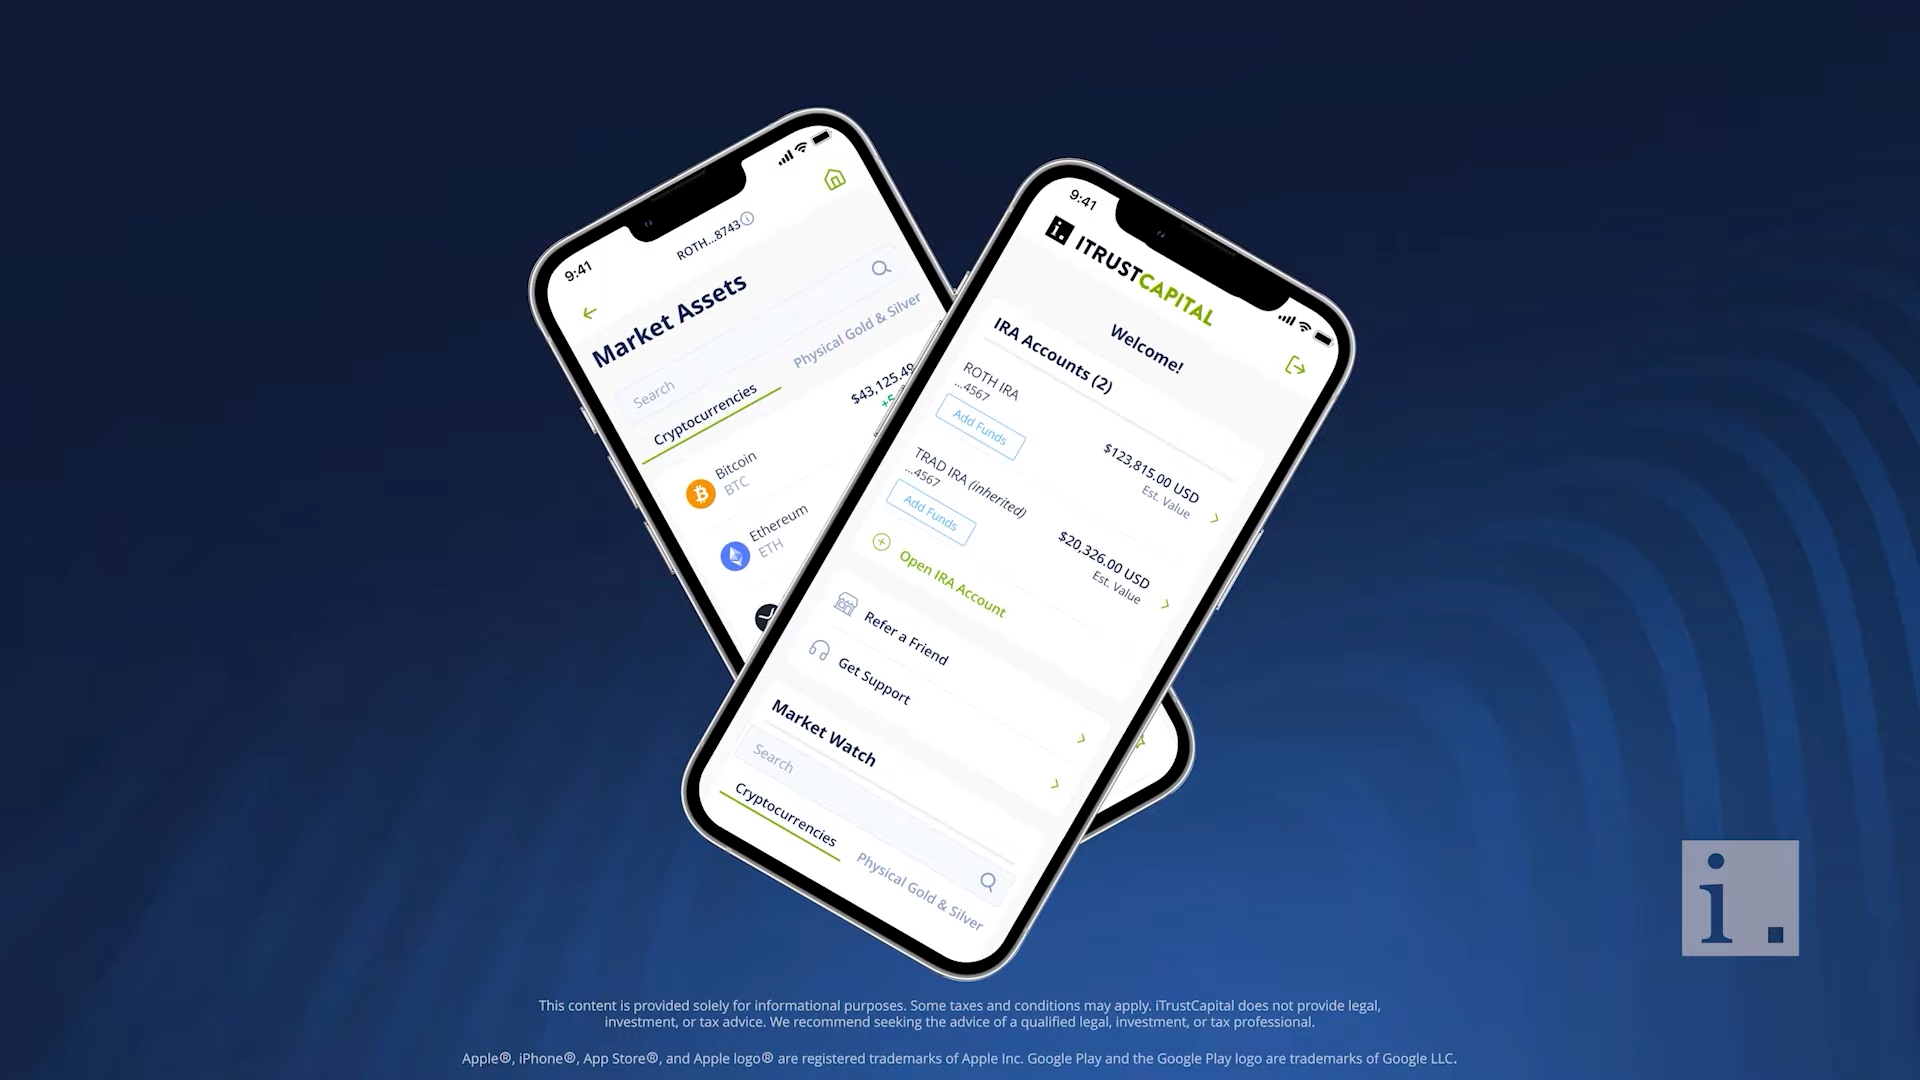 9:41
ROTH...8743
Market Assets
Search
Cryptocurrencies
Physical Gold & Silver
Bitcoin
BTC
$43,125.49
Ethereum
ETH
9:41
i.
ITRUSTCAPITAL
Welcome!
IRA Accounts (2)
ROTH IRA
...4567
Add Funds
$123,815.00 USD
Est. Value
TRAD IRA (inherited)
...4567
Add Funds
$20,326.00 USD
Est. Value
Open IRA Account
Refer a Friend
Get Support
Market Watch
Search
Cryptocurrencies
Physical Gold & Silver
i.
This content is provided solely for informational purposes. Some taxes and conditions may apply. iTrustCapital does not provide legal,
investment, or tax advice. We recommend seeking the advice of a qualified legal, investment, or tax professional.
Apple®, iPhone®, App Store®, and Apple logo® are registered trademarks of Apple Inc. Google Play and the Google Play logo are trademarks of Google LLC.